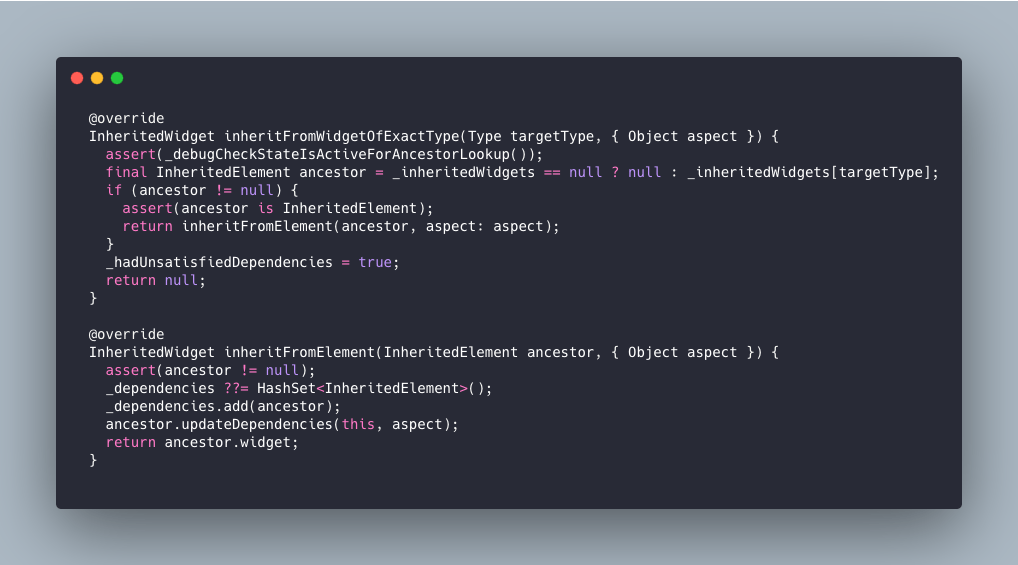 @override
InheritedWidget inheritFromWidgetOfExactType(Type targetType, { Object aspect }) {
  assert(_debugCheckStateIsActiveForAncestorLookup());
  final InheritedElement ancestor = _inheritedWidgets == null ? null : _inheritedWidgets[targetType];
  if (ancestor != null) {
    assert(ancestor is InheritedElement);
    return inheritFromElement(ancestor, aspect: aspect);
  }
  _hadUnsatisfiedDependencies = true;
  return null;
}

@override
InheritedWidget inheritFromElement(InheritedElement ancestor, { Object aspect }) {
  assert(ancestor != null);
  _dependencies ??= HashSet<InheritedElement>();
  _dependencies.add(ancestor);
  ancestor.updateDependencies(this, aspect);
  return ancestor.widget;
}